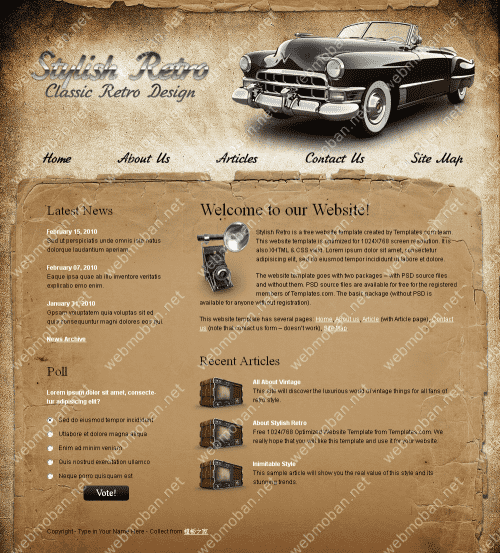 Stylish Retro
Classic Retro Design
Home About Us Articles Contact Us Site Map
Latest News
February 15, 2010
Sed ut perspiciatis unde omnis iste natus
doloque laudantium aperiam.
February 07, 2010
Eaque ipsa quae ab illo inventore veritatis
explicabo emo enim.
January 31, 2010
Opsam voluptatem quia voluptas sit ed
quia consequuntur magni dolores eos qui.
News Archive
Poll
Lorem ipsum dolor sit amet, consecte-
tur adipisicing elit?
Sed do eiusmod tempor incididunt
Utlabore et dolore magna aliqua
Enim ad minim veniam
Quis nostrud exercitation ullamco
Neque porro quisquam est
Vote!
Welcome to our Website!
Stylish Retro is a free website template created by Templates.com team.
This website template is optimized for 1024X768 screen resolution. It is
also XHTML & CSS valid. Lorem ipsum dolor sit amet, consectetur
adipisicing elit, sed do eiusmod tempor incididunt ut labore et dolore.
The website template goes with two packages – with PSD source files
and without them. PSD source files are available for free for the registered
members of Templates.com. The basic package (without PSD is
available for anyone without registration).
This website template has several pages: Home, About us, Article (with Article page), Contact
us (note that contact us form – doesn't work), Site Map.
Recent Articles
All About Vintage
This site will discover the luxurious world of vintage things for all fans of
retro style.
About Stylish Retro
Free 1024X768 Optimized Website Template from Templates.com. We
really hope that you will like this template and use it for your website.
Inimitable Style
This sample article will show you the real value of this style and its
stunning trends.
Copyright - Type in Your Name Here - Collect from
webmoban.net